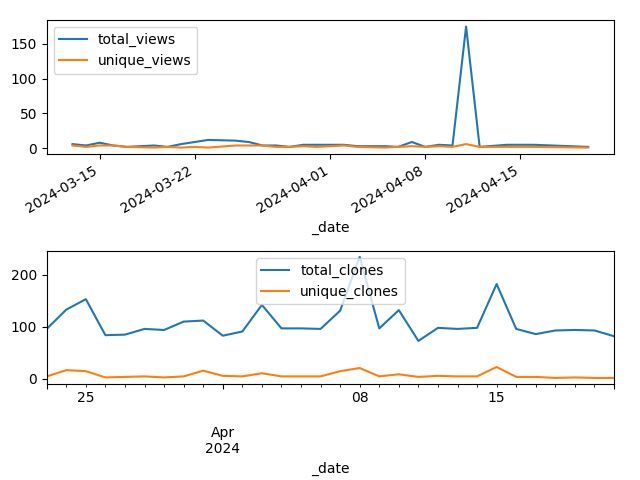 150
100
50
0
total_views
unique_views
2024-03-15
2024-03-22
2024-04-01
2024-04-08
2024-04-15
_date
200
100
0
total_clones
unique_clones
25
08
15
Apr
2024
_date